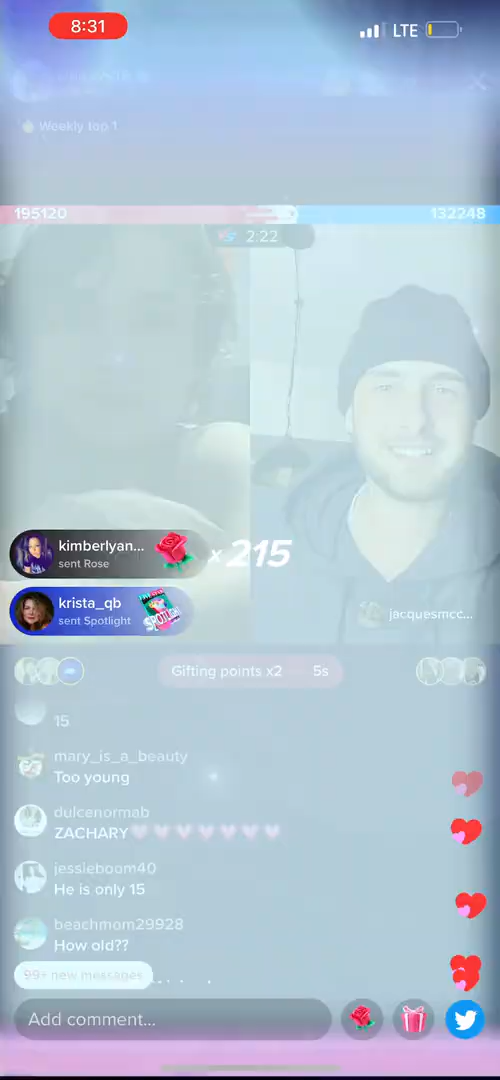 8:31
LTE
Weekly top 1
195120
132248
2:22
kimberlyan...
sent Rose
x 215
krista_qb
sent Spotlight
SPOTLIGHT
jacquesmcc...
Gifting points x2 5s
15
mary_is_a_beauty
Too young
dulcenormab
ZACHARY
jessieboom40
He is only 15
beachmom29928
How old??
99+ new messages
Add comment...